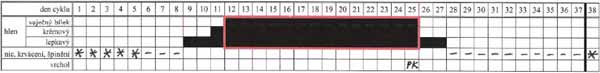 den cyklu 1 2 3 4 5 6 7 8 9 10 11 12 13 14 15 16 17 18 19 20 21 22 23 24 25 26 27 28 29 30 31 32 33 34 35 36 37 38
hlen vaječný bílek
krémový
lepkavý
nic, krvácení, špinění * * * * * - - - - - - - - - - - - - *
vrchol PK